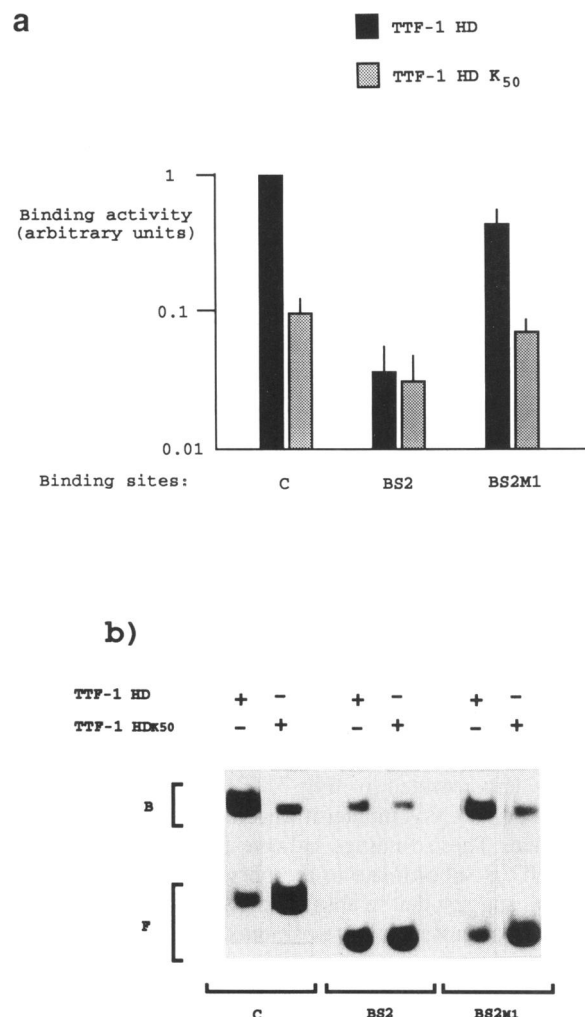 a
TTF-1 HD
TTF-1 HD K50
1
Binding activity
(arbitrary units)
0.1
0.01
Binding sites: C BS2 BS2M1
b)
TTF-1 HD + - + - + -
TTF-1 HDK50 - + - + - +
B
F
C BS2 BS2M1